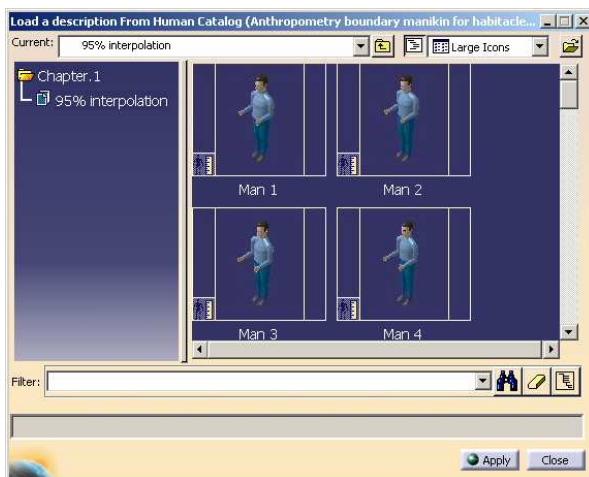 Load a description From Human Catalog (Anthropometry boundary manikin for habitacle...
Current: 95% interpolation Large Icons
Chapter.1
95% interpolation
Man 1 Man 2
Man 3 Man 4
Filter:
Apply Close